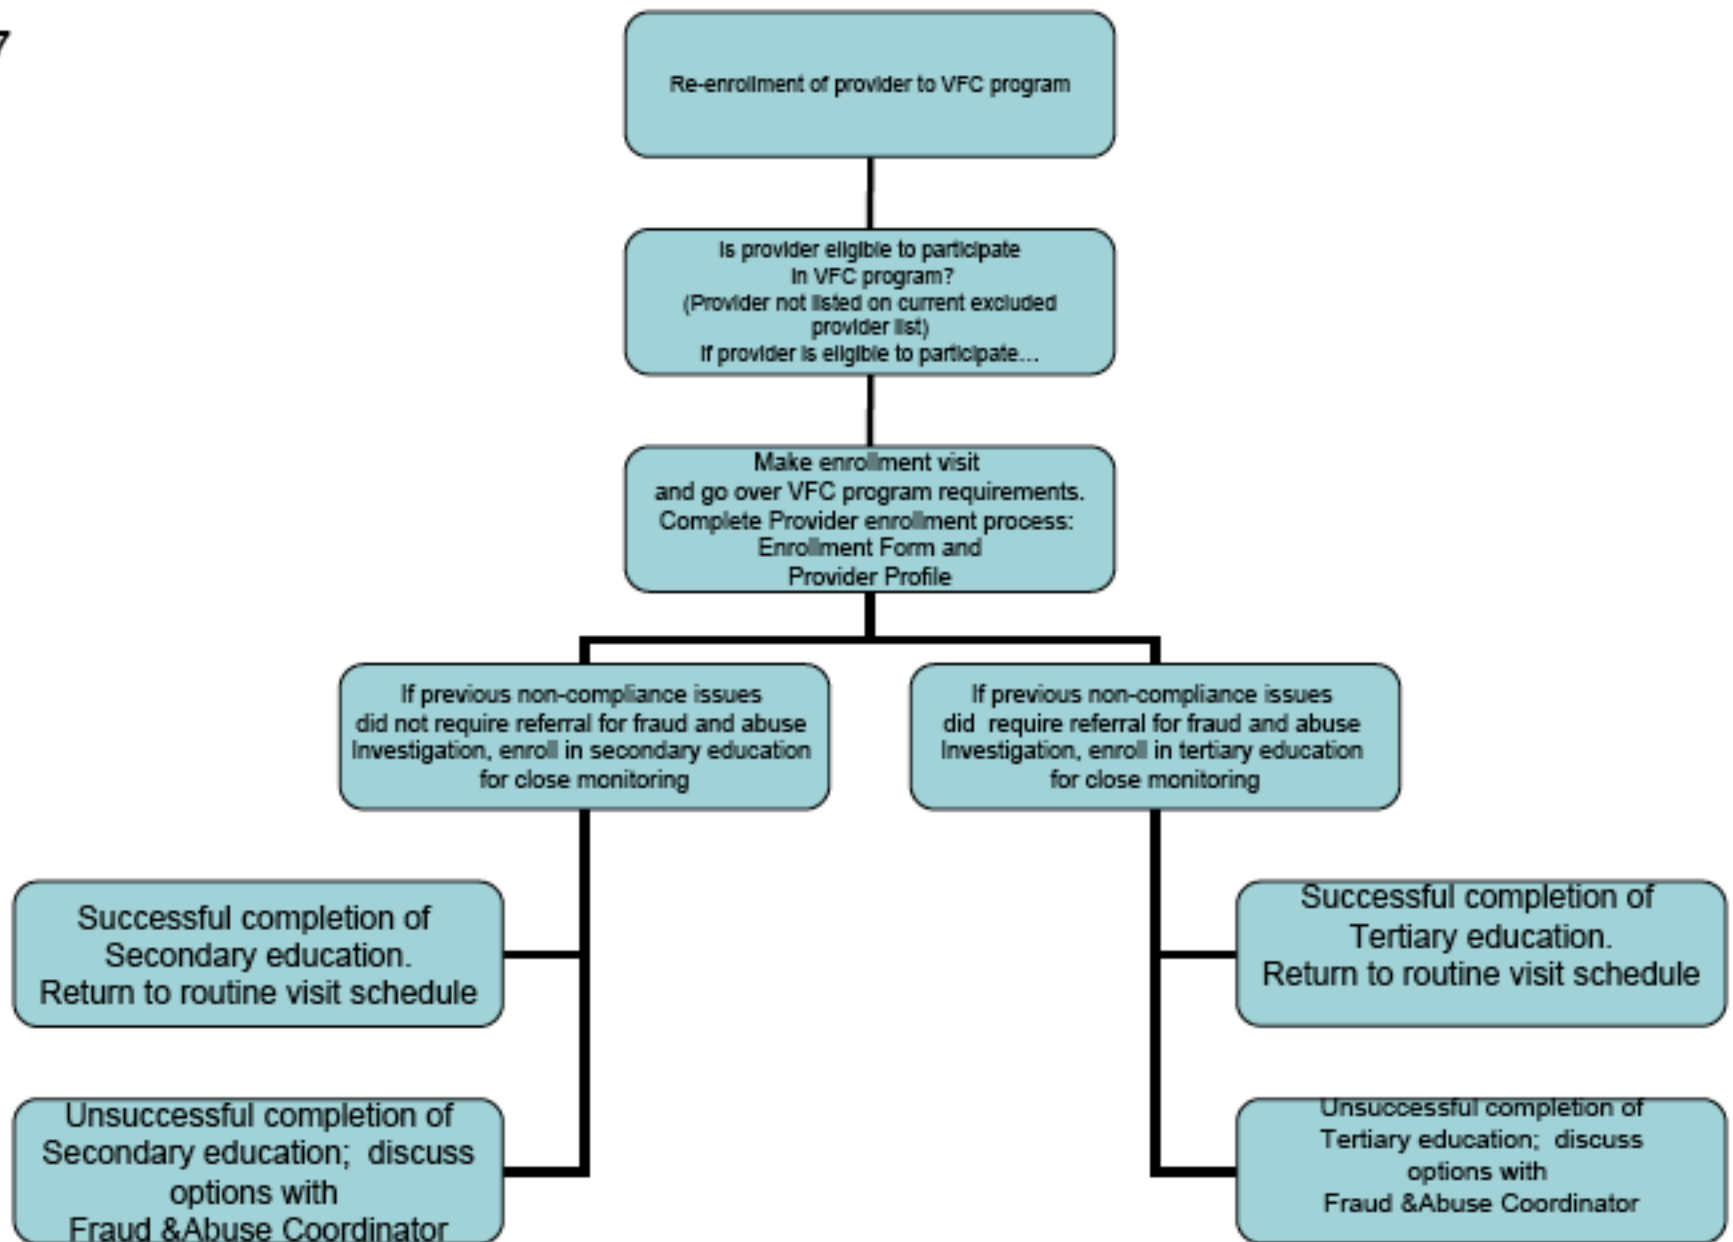 7
Re-enrollment of provider to VFC program
Is provider eligible to participate
in VFC program?
(Provider not listed on current excluded
provider list)
If provider is eligible to participate...
Make enrollment visit
and go over VFC program requirements.
Complete Provider enrollment process:
Enrollment Form and
Provider Profile
If previous non-compliance issues
did not require referral for fraud and abuse
Investigation, enroll in secondary education
for close monitoring
If previous non-compliance issues
did require referral for fraud and abuse
Investigation, enroll in tertiary education
for close monitoring
Successful completion of
Secondary education.
Return to routine visit schedule
Successful completion of
Tertiary education.
Return to routine visit schedule
Unsuccessful completion of
Secondary education; discuss
options with
Fraud &Abuse Coordinator
Unsuccessful completion of
Tertiary education; discuss
options with
Fraud &Abuse Coordinator